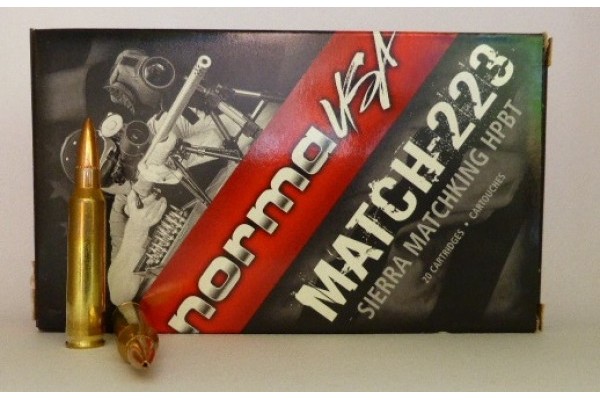 norma USA
MATCH-223
SIERRA MATCHKING HPBT
20 CARTRIDGES • CARTOUCHES